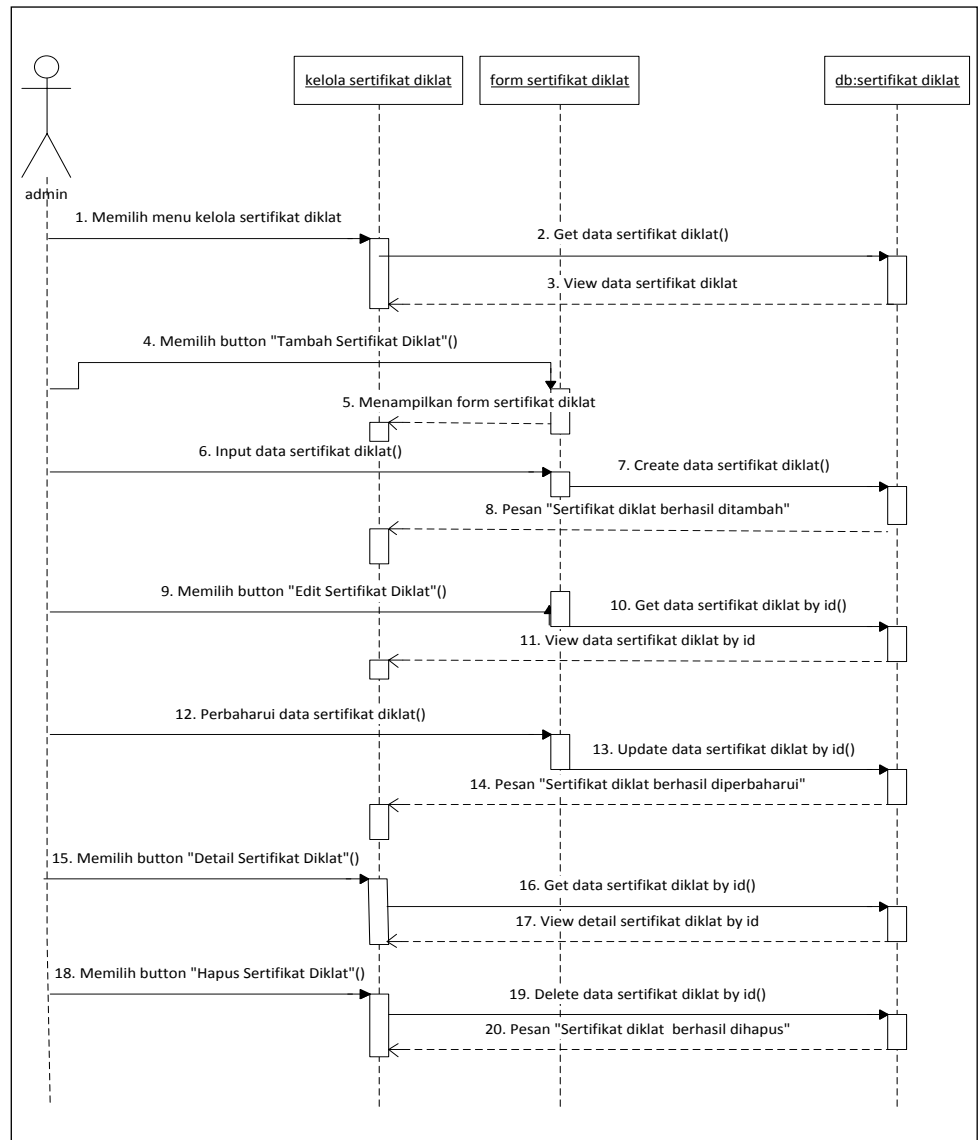 kelola sertifikat diklat
form sertifikat diklat
db:sertifikat diklat
admin
1. Memilih menu kelola sertifikat diklat
2. Get data sertifikat diklat()
3. View data sertifikat diklat
4. Memilih button "Tambah Sertifikat Diklat"()
5. Menampilkan form sertifikat diklat
6. Input data sertifikat diklat()
7. Create data sertifikat diklat()
8. Pesan "Sertifikat diklat berhasil ditambah"
9. Memilih button "Edit Sertifikat Diklat"()
10. Get data sertifikat diklat by id()
11. View data sertifikat diklat by id
12. Perbaharui data sertifikat diklat()
13. Update data sertifikat diklat by id()
14. Pesan "Sertifikat diklat berhasil diperbaharui"
15. Memilih button "Detail Sertifikat Diklat"()
16. Get data sertifikat diklat by id()
17. View detail sertifikat diklat by id
18. Memilih button "Hapus Sertifikat Diklat"()
19. Delete data sertifikat diklat by id()
20. Pesan "Sertifikat diklat  berhasil dihapus"